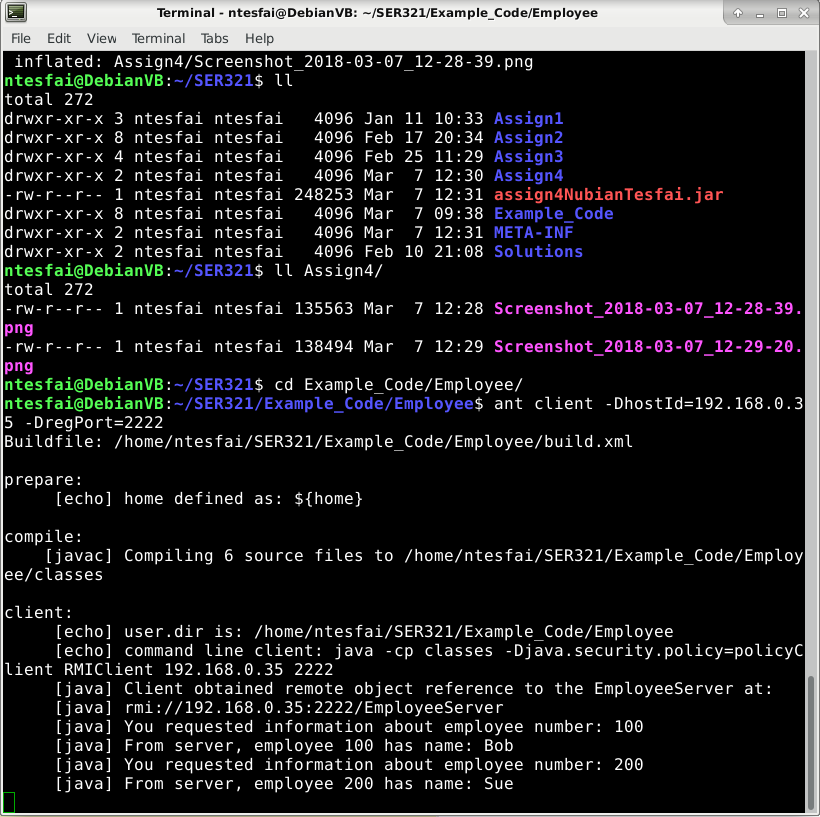 Terminal - ntesfai@DebianVB: ~/SER321/Example_Code/Employee
File Edit View Terminal Tabs Help
 inflated: Assign4/Screenshot_2018-03-07_12-28-39.png
ntesfai@DebianVB:~/SER321$ ll
total 272
drwxr-xr-x 3 ntesfai ntesfai   4096 Jan 11 10:33 Assign1
drwxr-xr-x 8 ntesfai ntesfai   4096 Feb 17 20:34 Assign2
drwxr-xr-x 4 ntesfai ntesfai   4096 Feb 25 11:29 Assign3
drwxr-xr-x 2 ntesfai ntesfai   4096 Mar  7 12:30 Assign4
-rw-r--r-- 1 ntesfai ntesfai 248253 Mar  7 12:31 assign4NubianTesfai.jar
drwxr-xr-x 8 ntesfai ntesfai   4096 Mar  7 09:38 Example_Code
drwxr-xr-x 2 ntesfai ntesfai   4096 Mar  7 12:31 META-INF
drwxr-xr-x 2 ntesfai ntesfai   4096 Feb 10 21:08 Solutions
ntesfai@DebianVB:~/SER321$ ll Assign4/
total 272
-rw-r--r-- 1 ntesfai ntesfai 135563 Mar  7 12:28 Screenshot_2018-03-07_12-28-39.
png
-rw-r--r-- 1 ntesfai ntesfai 138494 Mar  7 12:29 Screenshot_2018-03-07_12-29-20.
png
ntesfai@DebianVB:~/SER321$ cd Example_Code/Employee/
ntesfai@DebianVB:~/SER321/Example_Code/Employee$ ant client -DhostId=192.168.0.3
5 -DregPort=2222
Buildfile: /home/ntesfai/SER321/Example_Code/Employee/build.xml

prepare:
     [echo] home defined as: ${home}

compile:
    [javac] Compiling 6 source files to /home/ntesfai/SER321/Example_Code/Employ
ee/classes

client:
     [echo] user.dir is: /home/ntesfai/SER321/Example_Code/Employee
     [echo] command line client: java -cp classes -Djava.security.policy=policyC
lient RMIClient 192.168.0.35 2222
     [java] Client obtained remote object reference to the EmployeeServer at:
     [java] rmi://192.168.0.35:2222/EmployeeServer
     [java] You requested information about employee number: 100
     [java] From server, employee 100 has name: Bob
     [java] You requested information about employee number: 200
     [java] From server, employee 200 has name: Sue